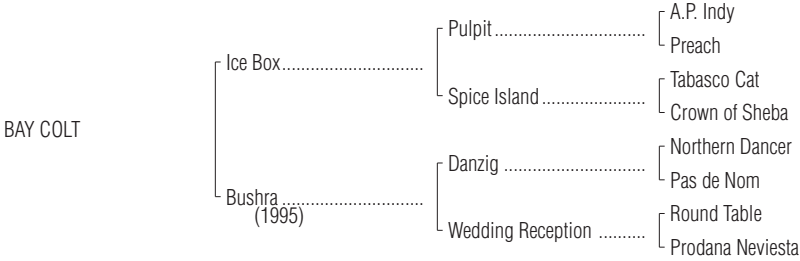 A.P. Indy
Pulpit..............................
Preach
Ice Box............................
Tabasco Cat
Spice Island.....................
Crown of Sheba
BAY COLT
Northern Dancer
Danzig ............................
Pas de Nom
Bushra............................
(1995)
Round Table
Wedding Reception ..........
Prodana Neviesta